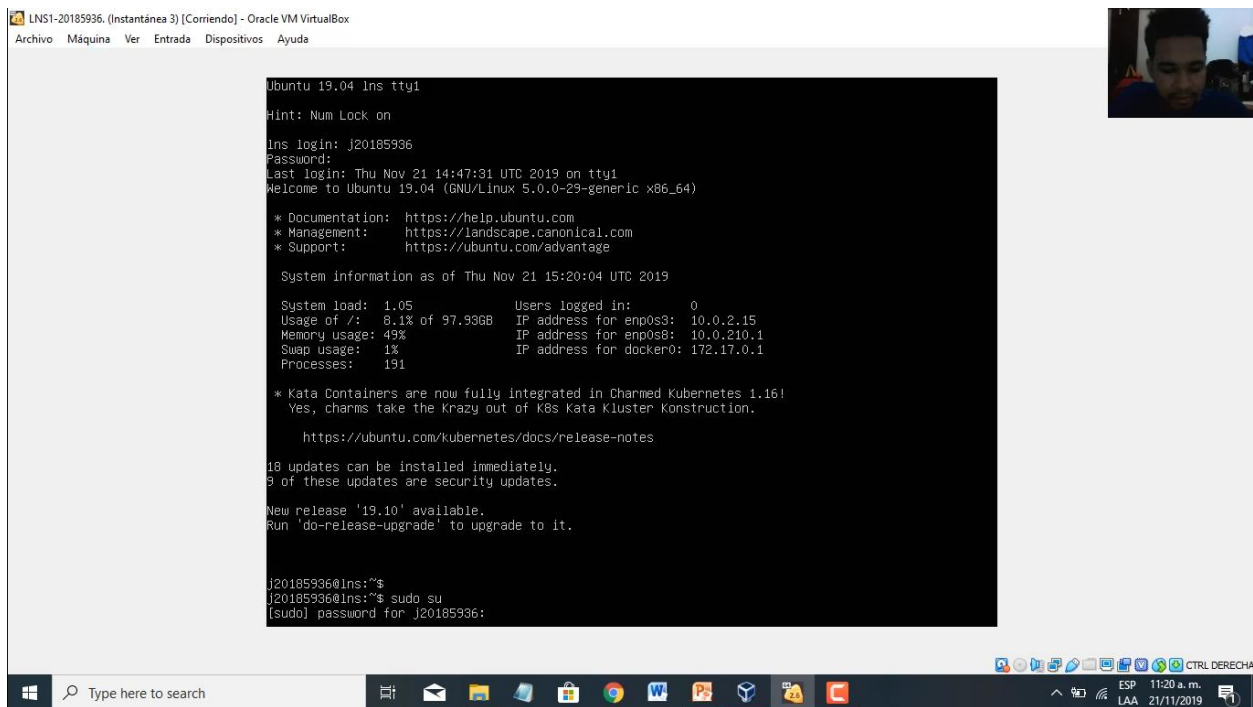 LNS1-20185936. (Instantánea 3) [Corriendo] - Oracle VM VirtualBox
Archivo Máquina Ver Entrada Dispositivos Ayuda
Ubuntu 19.04 lns tty1
Hint: Num Lock on
lns login: j20185936
Password:
Last login: Thu Nov 21 14:47:31 UTC 2019 on tty1
Welcome to Ubuntu 19.04 (GNU/Linux 5.0.0-29-generic x86_64)
* Documentation: https://help.ubuntu.com
* Management: https://landscape.canonical.com
* Support: https://ubuntu.com/advantage
System information as of Thu Nov 21 15:20:04 UTC 2019
System load: 1.05 Users logged in: 0
Usage of /: 8.1% of 97.93GB IP address for enp0s3: 10.0.2.15
Memory usage: 49% IP address for enp0s8: 10.0.210.1
Swap usage: 1% IP address for docker0: 172.17.0.1
Processes: 191
* Kata Containers are now fully integrated in Charmed Kubernetes 1.16!
Yes, charms take the Krazy out of K8s Kata Kluster Konstruction.
https://ubuntu.com/kubernetes/docs/release-notes
18 updates can be installed immediately.
9 of these updates are security updates.
New release '19.10' available.
Run 'do-release-upgrade' to upgrade to it.
j20185936@lns:~$
j20185936@lns:~$ sudo su
[sudo] password for j20185936:
CTRL DERECHA
Type here to search
ESP 11:20 a. m.
LAA 21/11/2019